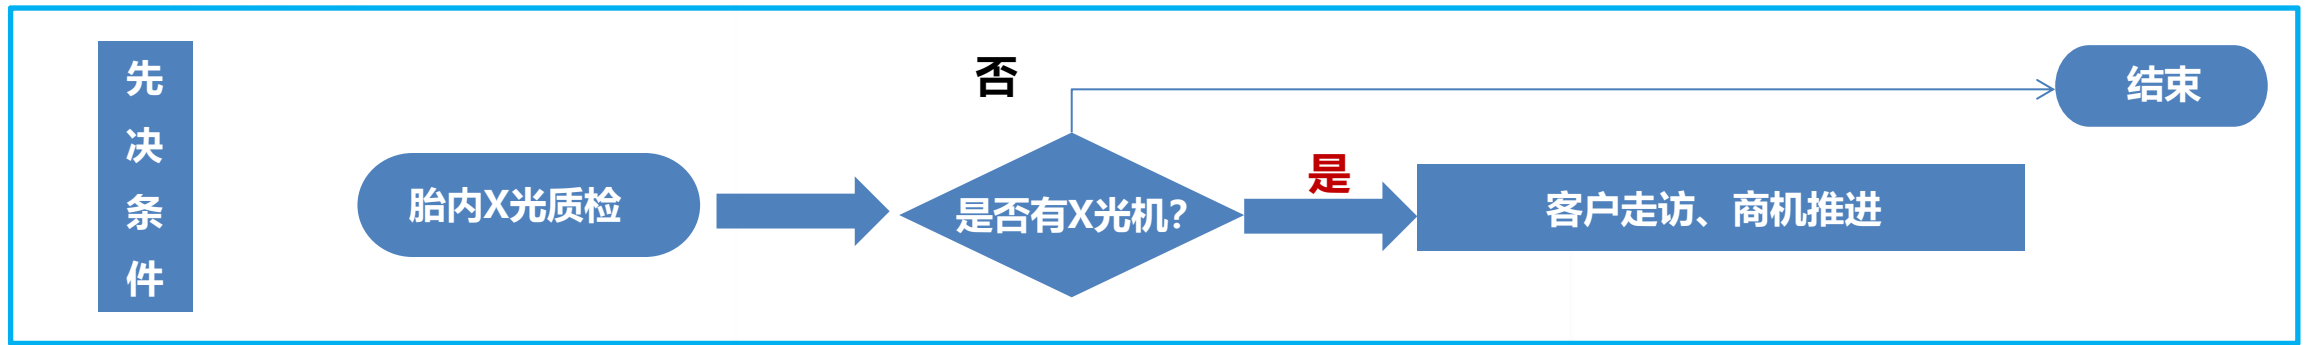 先
决
条
件
胎内X光质检
否
是否有X光机？
是
客户走访、商机推进
结束